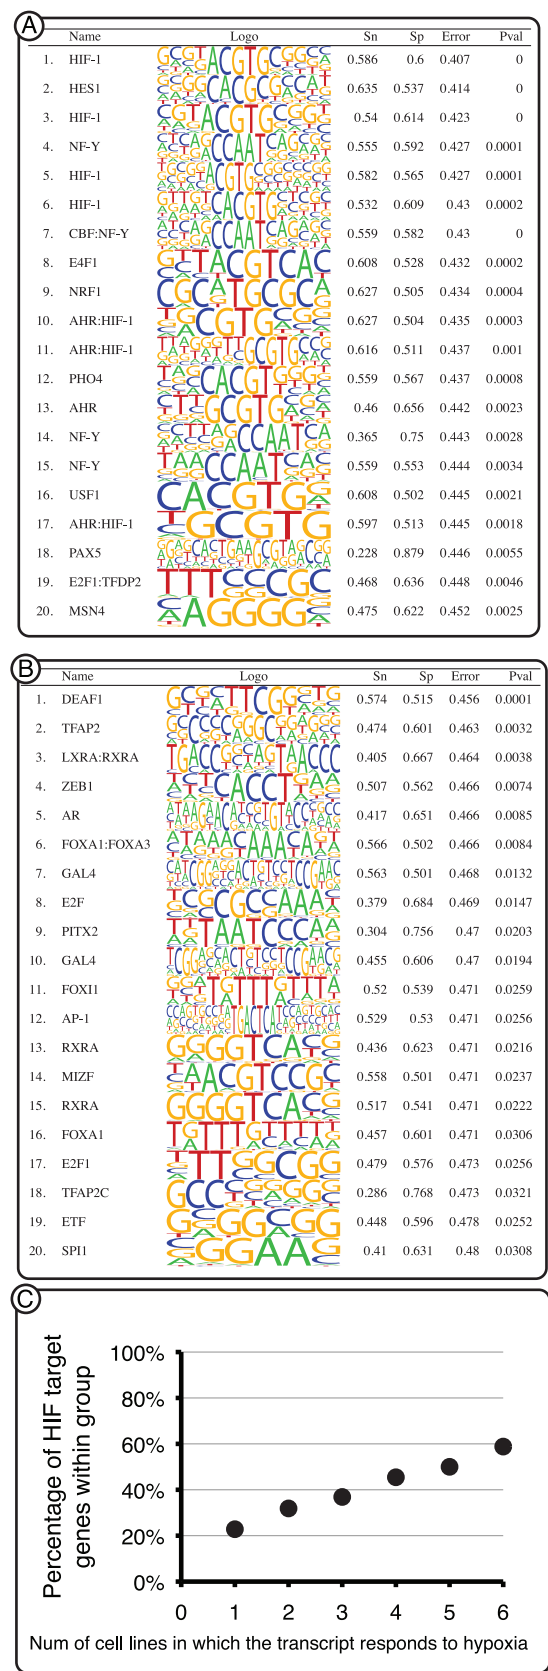 A
Name Logo Sn Sp Error Pval
1. HIF-1 0.586 0.6 0.407 0
2. HES1 0.635 0.537 0.414 0
3. HIF-1 0.54 0.614 0.423 0
4. NF-Y 0.555 0.592 0.427 0.0001
5. HIF-1 0.582 0.565 0.427 0.0001
6. HIF-1 0.532 0.609 0.43 0.0002
7. CBF:NF-Y 0.559 0.582 0.43 0
8. E4F1 0.608 0.528 0.432 0.0002
9. NRF1 0.627 0.505 0.434 0.0004
10. AHR:HIF-1 0.627 0.504 0.435 0.0003
11. AHR:HIF-1 0.616 0.511 0.437 0.001
12. PHO4 0.559 0.567 0.437 0.0008
13. AHR 0.46 0.656 0.442 0.0023
14. NF-Y 0.365 0.75 0.443 0.0028
15. NF-Y 0.559 0.553 0.444 0.0034
16. USF1 0.608 0.502 0.445 0.0021
17. AHR:HIF-1 0.597 0.513 0.445 0.0018
18. PAX5 0.228 0.879 0.446 0.0055
19. E2F1:TFDP2 0.468 0.636 0.448 0.0046
20. MSN4 0.475 0.622 0.452 0.0025
B
Name Logo Sn Sp Error Pval
1. DEAF1 0.574 0.515 0.456 0.0001
2. TFAP2 0.474 0.601 0.463 0.0032
3. LXRA:RXRA 0.405 0.667 0.464 0.0038
4. ZEB1 0.507 0.562 0.466 0.0074
5. AR 0.417 0.651 0.466 0.0085
6. FOXA1:FOXA3 0.566 0.502 0.466 0.0084
7. GAL4 0.563 0.501 0.468 0.0132
8. E2F 0.379 0.684 0.469 0.0147
9. PITX2 0.304 0.756 0.47 0.0203
10. GAL4 0.455 0.606 0.47 0.0194
11. FOXI1 0.52 0.539 0.471 0.0259
12. AP-1 0.529 0.53 0.471 0.0256
13. RXRA 0.436 0.623 0.471 0.0216
14. MIZF 0.558 0.501 0.471 0.0237
15. RXRA 0.517 0.541 0.471 0.0222
16. FOXA1 0.457 0.601 0.471 0.0306
17. E2F1 0.479 0.576 0.473 0.0256
18. TFAP2C 0.286 0.768 0.473 0.0321
19. ETF 0.448 0.596 0.478 0.0252
20. SPI1 0.41 0.631 0.48 0.0308
C
Percentage of HIF target
genes within group
100%
80%
60%
40%
20%
0%
0 1 2 3 4 5 6
Num of cell lines in which the transcript responds to hypoxia